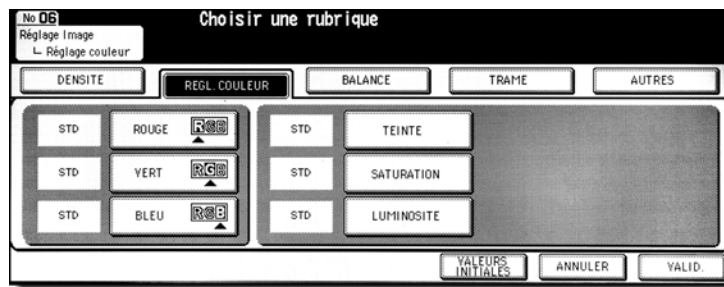 No 06
Choisir une rubrique
Réglage Image
Réglage couleur
DENSITE
REGL. COULEUR
BALANCE
TRAME
AUTRES
STD ROUGE RGB STD TEINTE
STD VERT RGB STD SATURATION
STD BLEU RGB STD LUMINOSITE
VALEURS
INITIALES
ANNULER
VALID.